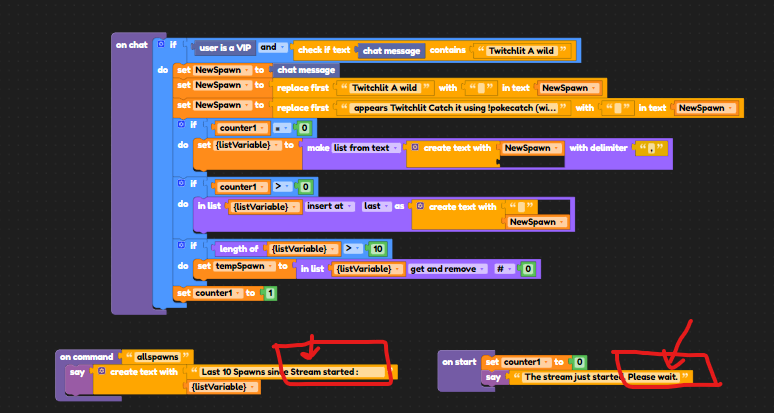 on chat if user is a VIP and check if text chat message contains “ Twitchlit A wild ”
do set NewSpawn to chat message
set NewSpawn to replace first “ Twitchlit A wild ” with “ ” in text NewSpawn
set NewSpawn to replace first “ appears Twitchlit Catch it using !pokecatch (wi... ” with “ ” in text NewSpawn
if counter1 = 0
do set {listVariable} to make list from text create text with NewSpawn with delimiter “ , ”
if counter1 > 0
do in list {listVariable} insert at last as create text with “ ”
NewSpawn
if length of {listVariable} > 10
do set tempSpawn to in list {listVariable} get and remove # 0
set counter1 to 1
on command “ allspawns ”
say create text with “ Last 10 Spawns since Stream started : ”
{listVariable}
on start set counter1 to 0
say “ The stream just started. Please wait. ”